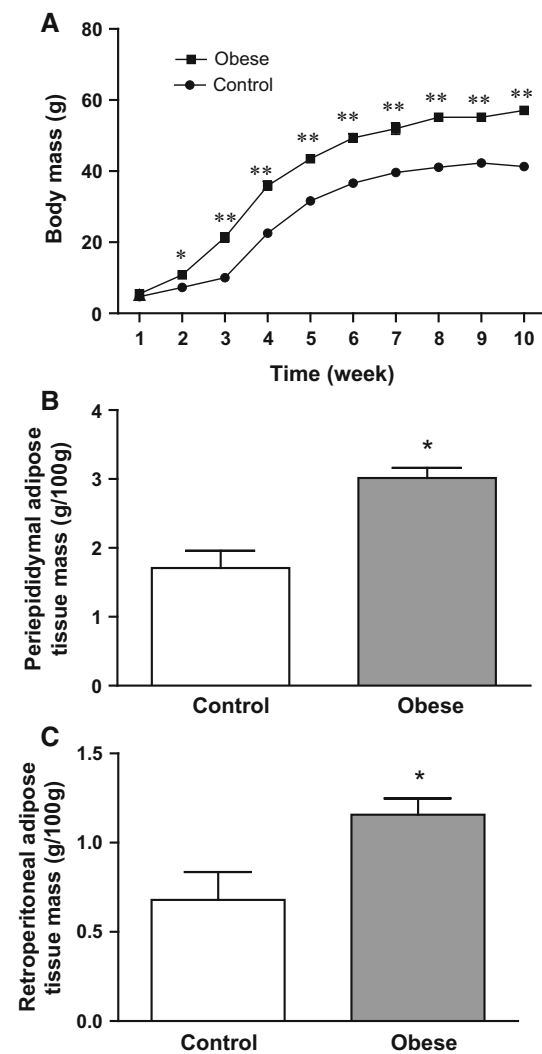 A
80
60
40
20
0
Body mass (g)
Obese
Control
*
**
**
**
**
**
**
**
**
1 2 3 4 5 6 7 8 9 10
Time (week)
B
4
3
2
1
0
Periepididymal adipose
tissue mass (g/100g)
*
Control Obese
C
1.5
1.0
0.5
0.0
Retroperitoneal adipose
tissue mass (g/100g)
*
Control Obese